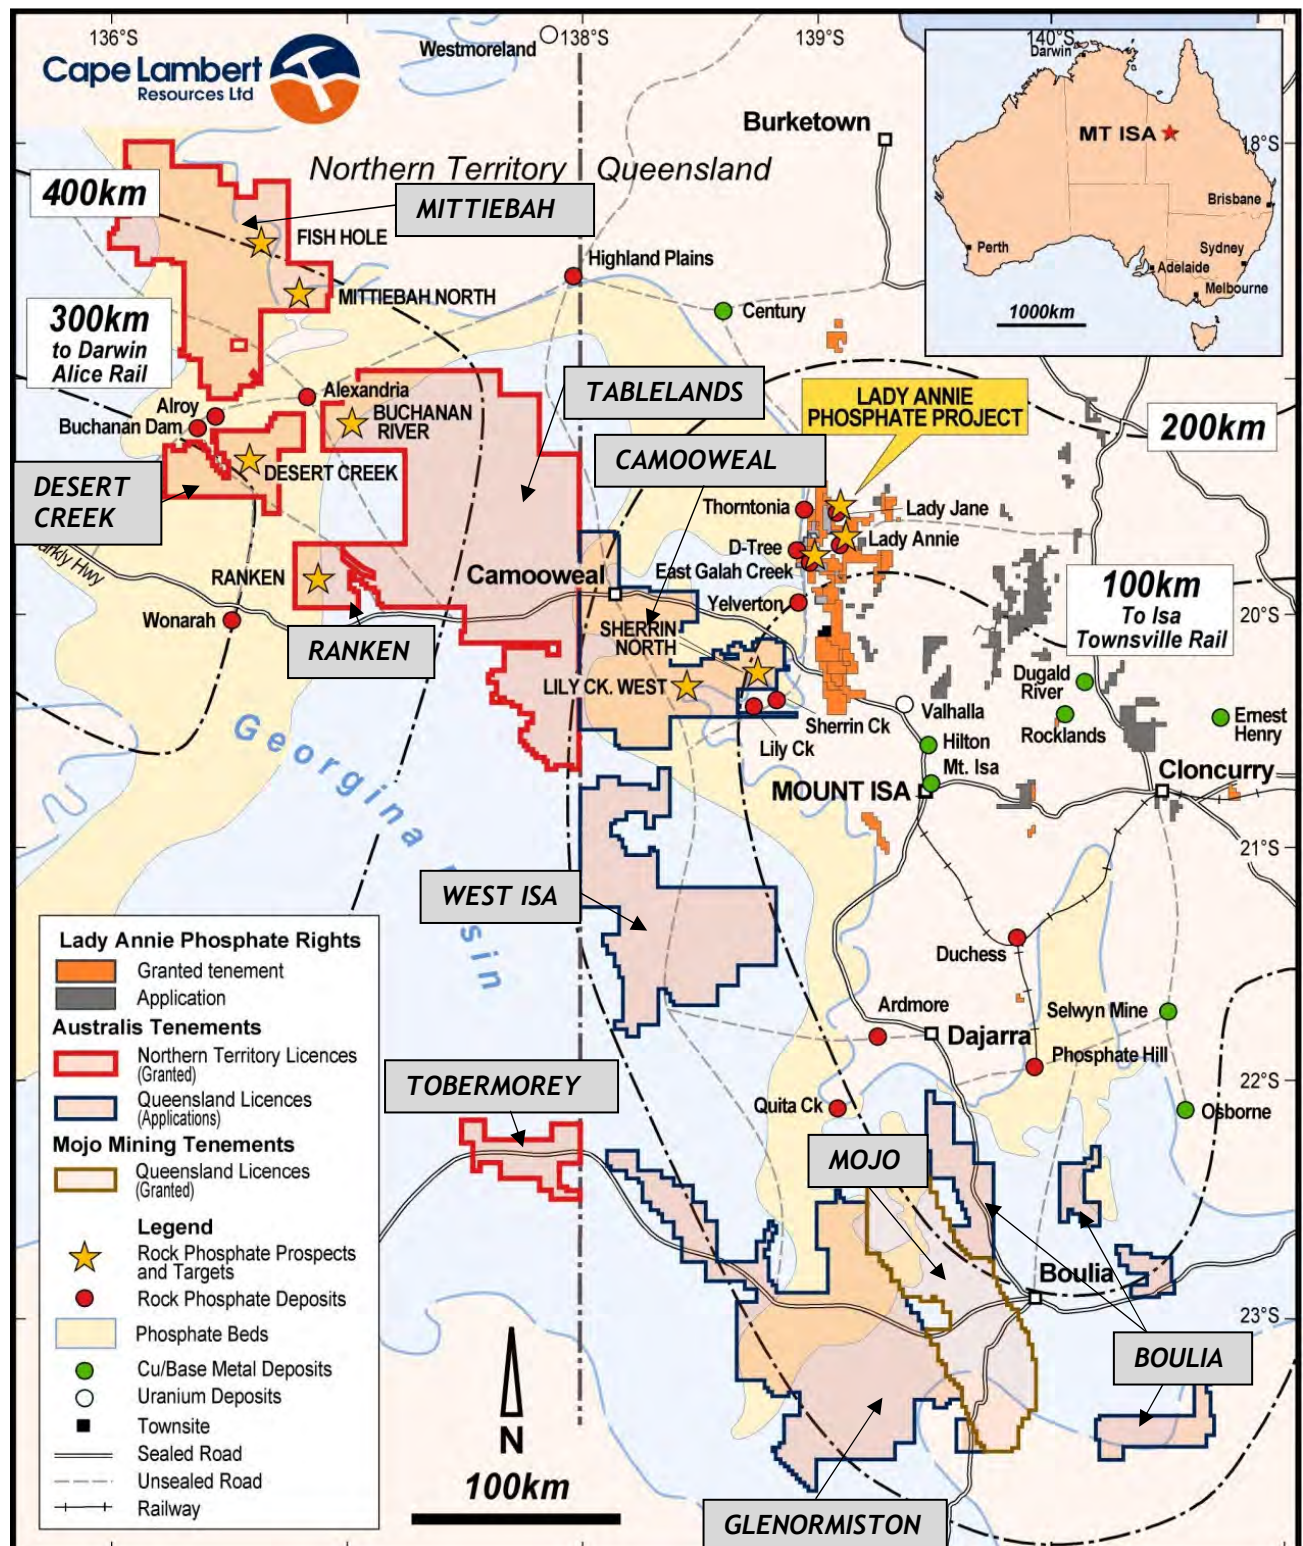 136°S
138°S
139°S
140°S
Cape Lambert
Resources Ltd
Westmoreland
Darwin
MT ISA
18°S
Brisbane
Perth
Sydney
Adelaide
Melbourne
1000km
Burketown
Northern Territory
Queensland
400km
MITTIEBAH
FISH HOLE
MITTIEBAH NORTH
Highland Plains
Century
300km
to Darwin
Alice Rail
Alexandria
Alroy
Buchanan Dam
BUCHANAN
RIVER
TABLELANDS
LADY ANNIE
PHOSPHATE PROJECT
200km
DESERT CREEK
CAMOOWEAL
DESERT
CREEK
Thorntonia
Lady Jane
D-Tree
Lady Annie
East Galah Creek
RANKEN
Camooweal
Yelverton
100km
To Isa
Townsville Rail
20°S
Hwy
Wonarah
RANKEN
SHERRIN
NORTH
LILY CK. WEST
Dugald
River
Valhalla
Rocklands
Ernest
Henry
Sherrin Ck
Lily Ck
Hilton
Mt. Isa
MOUNT ISA
Cloncurry
Georgina
21°S
WEST ISA
Duchess
Ardmore
Selwyn Mine
Dajarra
Phosphate Hill
22°S
TOBERMOREY
Quita Ck
Osborne
MOJO
Boulia
23°S
BOULIA
GLENORMISTON
Lady Annie Phosphate Rights
Granted tenement
Application
Australis Tenements
Northern Territory Licences
(Granted)
Queensland Licences
(Applications)
Mojo Mining Tenements
Queensland Licences
(Granted)
Legend
Rock Phosphate Prospects
and Targets
Rock Phosphate Deposits
Phosphate Beds
Cu/Base Metal Deposits
Uranium Deposits
Townsite
Sealed Road
Unsealed Road
Railway
N
100km